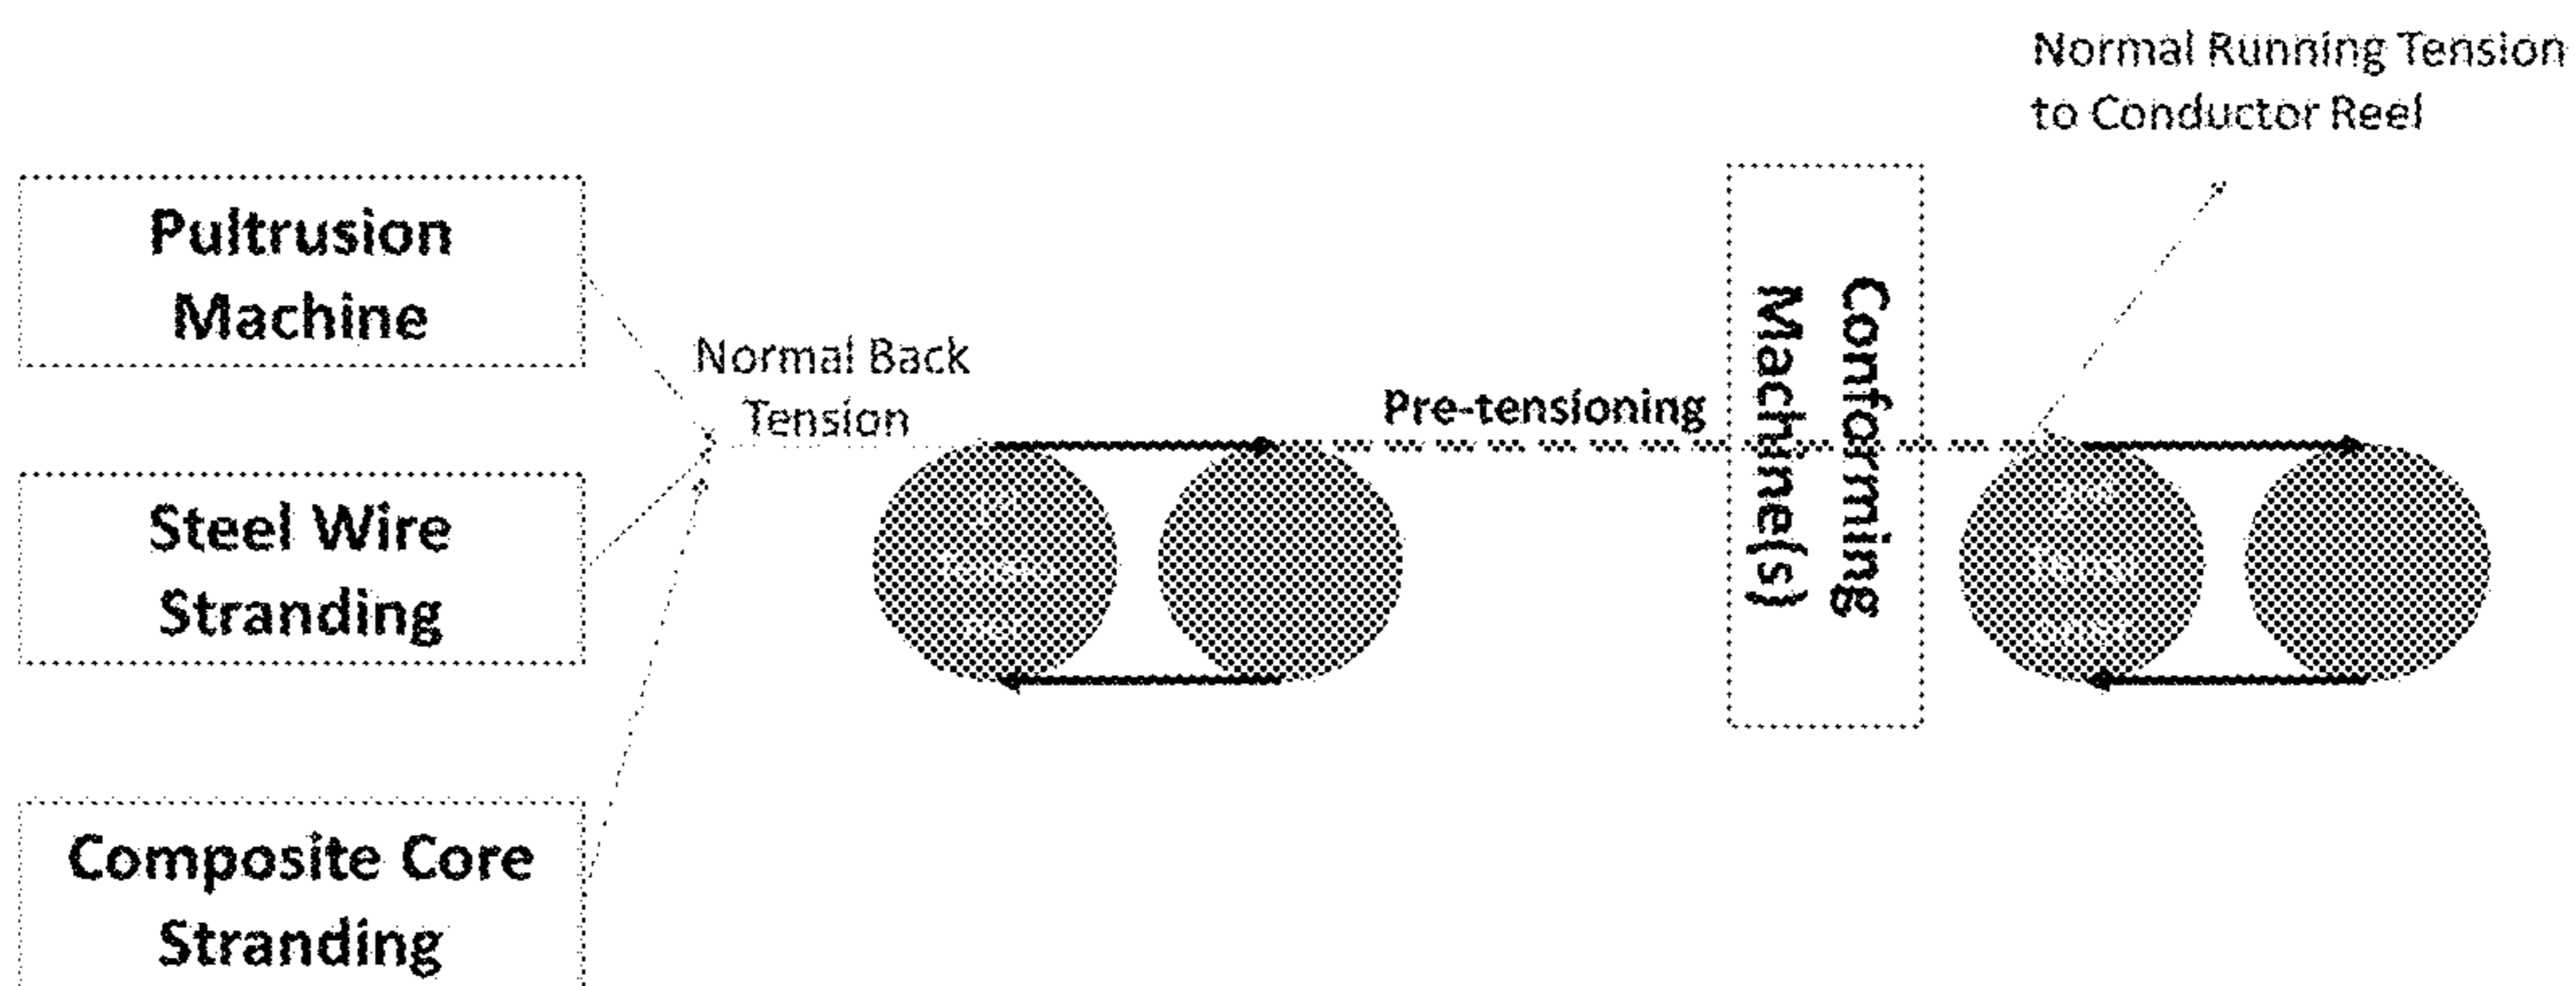 Normal Running Tension
to Conductor Reel
Pultrusion
Machine
Normal Back
Tension
Pre-tensioning
Conforming
Machine(s)
Steel Wire
Stranding
Composite Core
Stranding